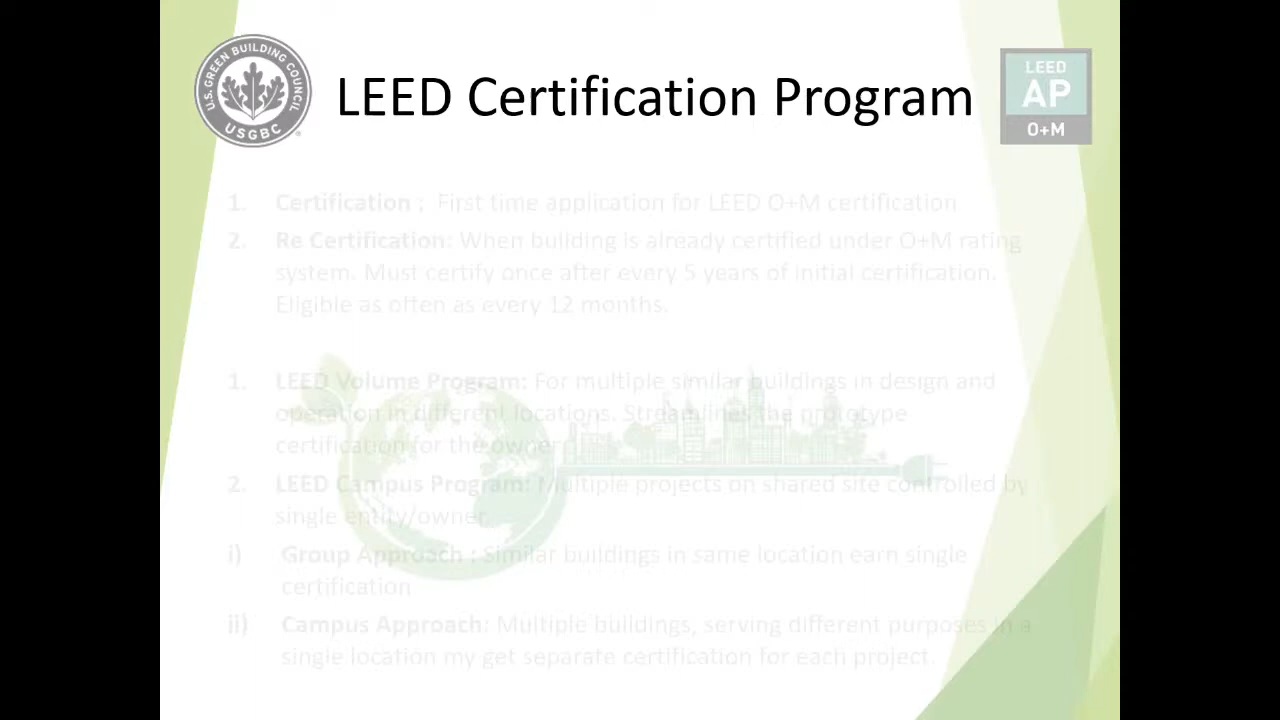 U.S. GREEN BUILDING COUNCIL
USGBC
LEED Certification Program
LEED
AP
O+M
1. Certification : First time application for LEED O+M certification
2. Re Certification: When building is already certified under O+M rating
system. Must certify once after every 5 years of initial certification.
Eligible as often as every 12 months.
1. LEED Volume Program: For multiple similar buildings in design and
operation in different locations. Streamlines the prototype
certification for the owner
2. LEED Campus Program: Multiple projects on shared site controlled by
single entity/owner
i) Group Approach : Similar buildings in same location earn single
certification
ii) Campus Approach: Multiple buildings, serving different purposes in a
single location my get separate certification for each project.